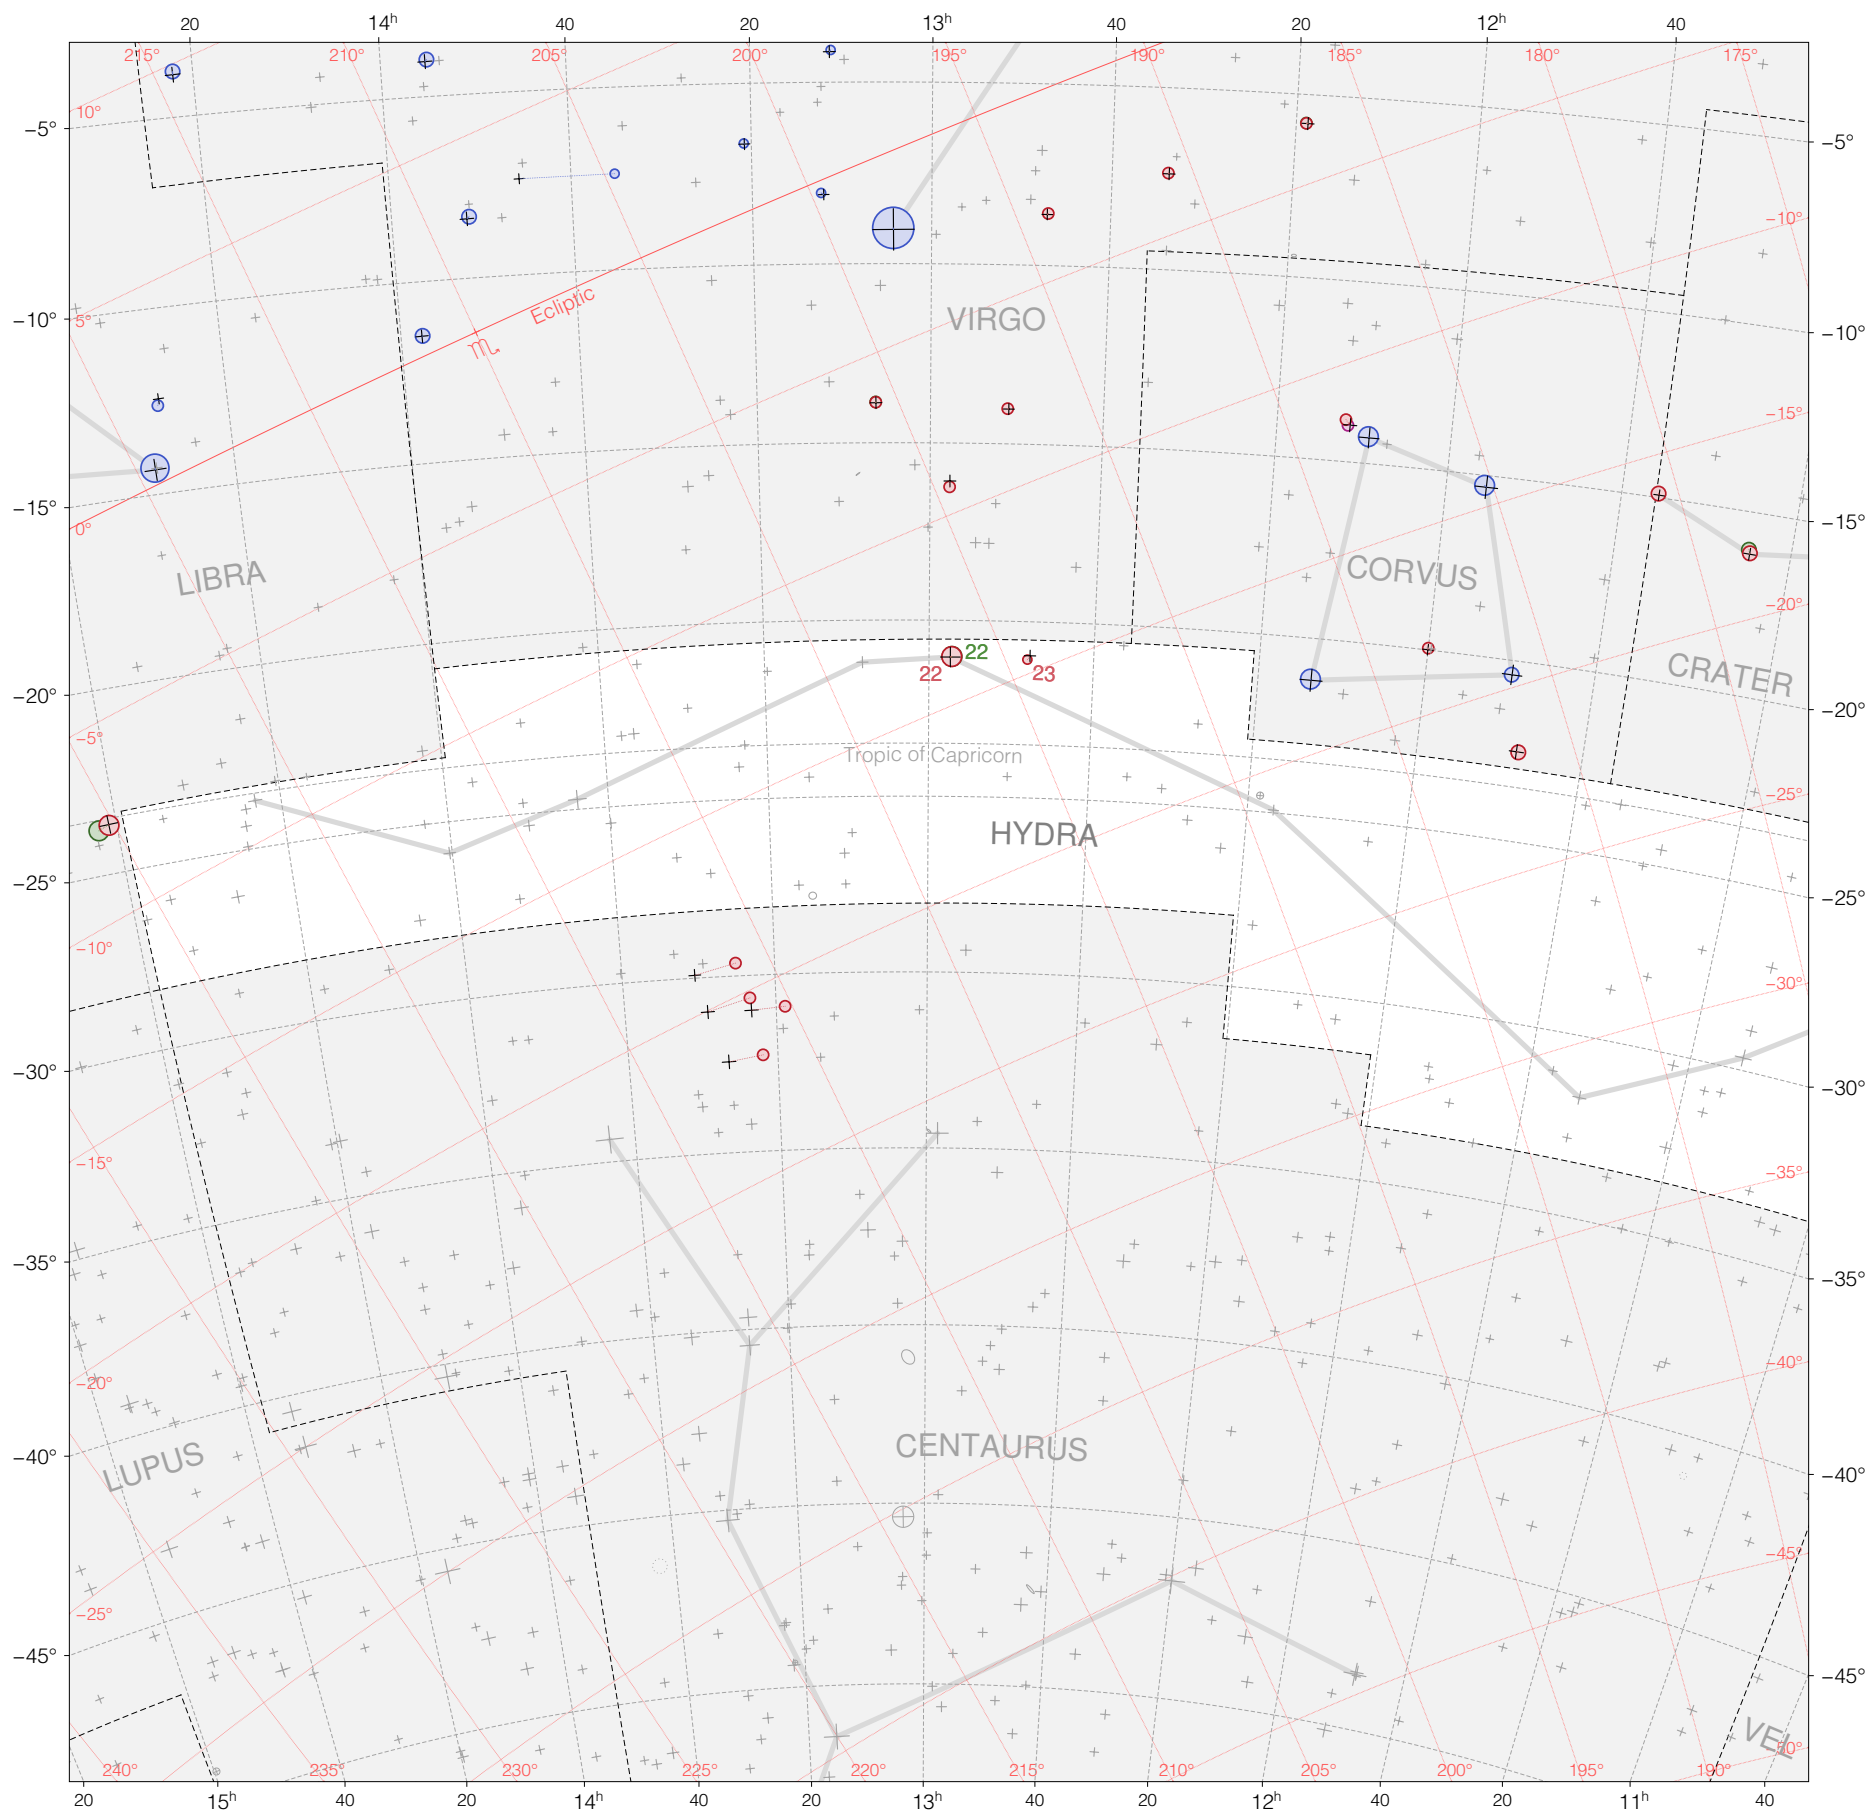 20 14h 40 20 13h 40 20 12h 40
215° 210° 205° 200° 195° 190° 185° 180° 175°
10°
−5° −5°
−10°
Ecliptic
VIRGO
−10° 5° −10°
♏
−15°
−15° 0° −15°
LIBRA CORVUS
−20°
22
22 23
CRATER
−20° −20°
−5°
Tropic of Capricorn
−25°
HYDRA
−25° −25°
−10°
−30°
−30° −30°
−15° −35°
−35° −35°
−20° −40°
CENTAURUS
LUPUS
−40° −40°
−45°
−25°
−45° −45°
VEL
−50°
240° 235° 230° 225° 220° 215° 210° 205° 200° 195° 190°
20 15h 40 20 14h 40 20 13h 40 20 12h 40 20 11h 40